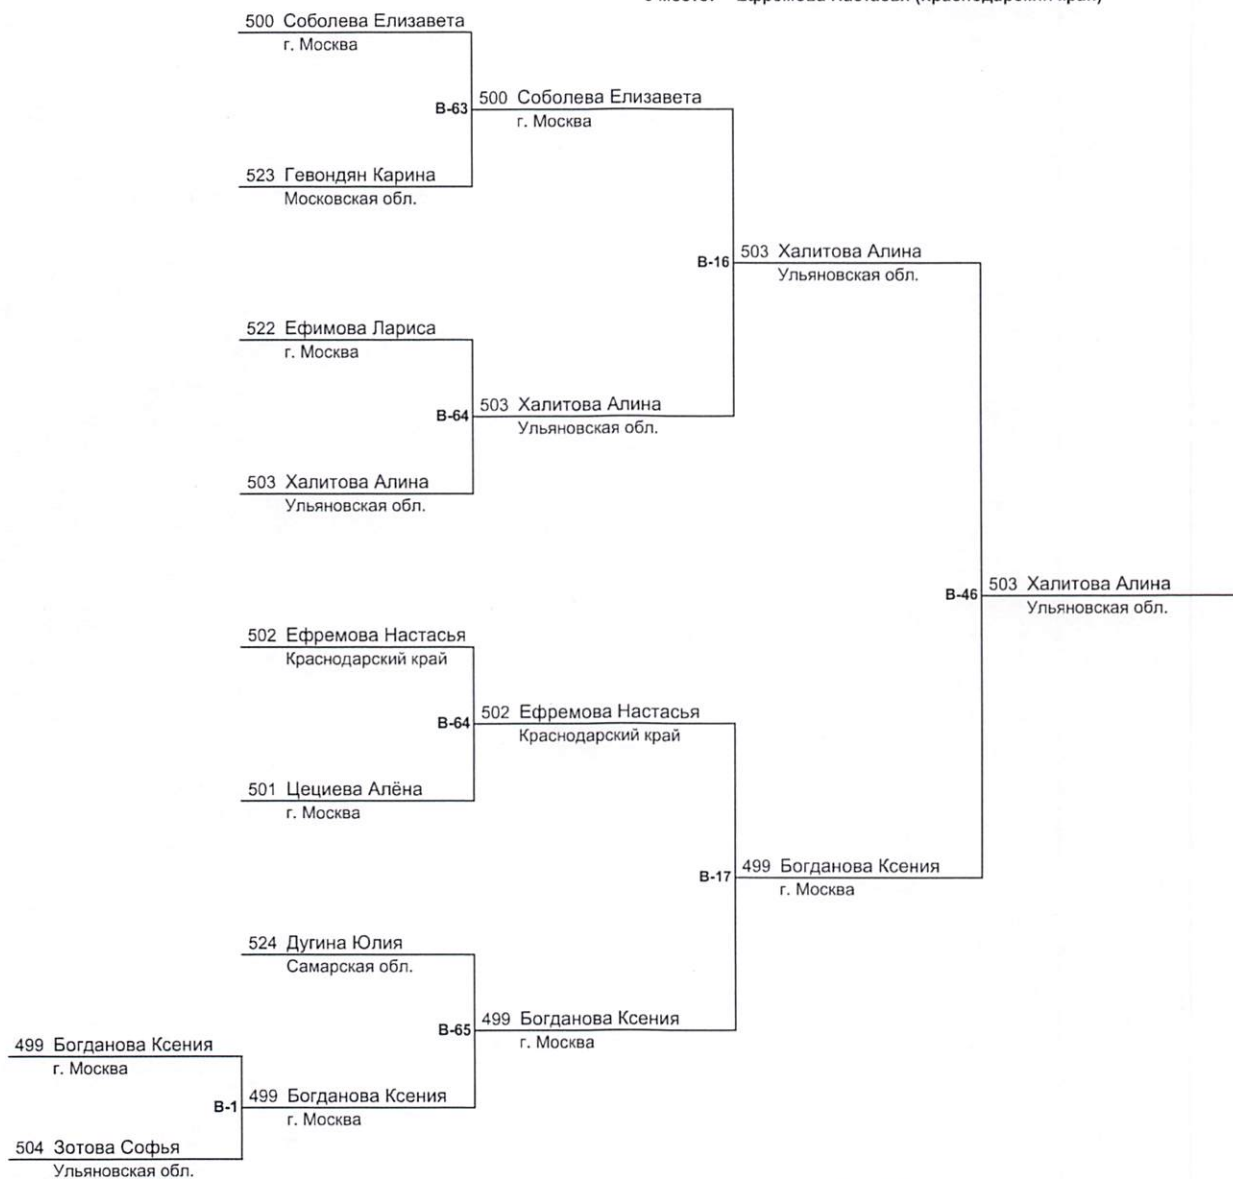 500 Соболева Елизавета
г. Москва
В-63
500 Соболева Елизавета
г. Москва
523 Гевондян Карина
Московская обл.
В-16
503 Халитова Алина
Ульяновская обл.
522 Ефимова Лариса
г. Москва
В-64
503 Халитова Алина
Ульяновская обл.
503 Халитова Алина
Ульяновская обл.
В-46
503 Халитова Алина
Ульяновская обл.
502 Ефремова Настасья
Краснодарский край
В-64
502 Ефремова Настасья
Краснодарский край
501 Цециева Алёна
г. Москва
В-17
499 Богданова Ксения
г. Москва
524 Дугина Юлия
Самарская обл.
В-65
499 Богданова Ксения
г. Москва
499 Богданова Ксения
г. Москва
В-1
499 Богданова Ксения
г. Москва
504 Зотова Софья
Ульяновская обл.